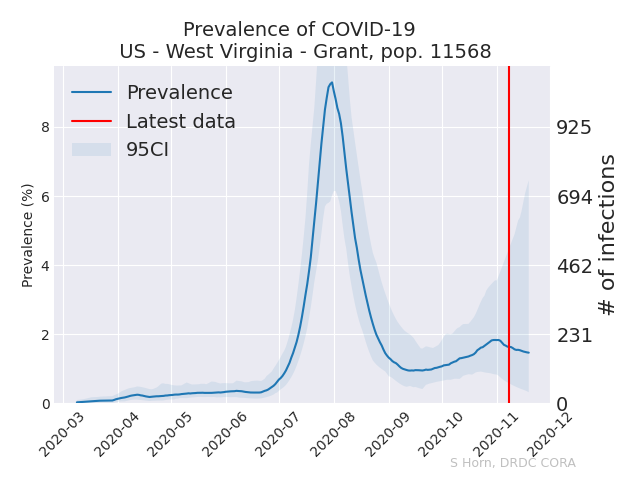 Prevalence of COVID-19
US - West Virginia - Grant, pop. 11568
Prevalence
Latest data
95CI
Prevalence (%)
8
6
4
2
0
925
694
462
231
0
# of infections
2020-03
2020-04
2020-05
2020-06
2020-07
2020-08
2020-09
2020-10
2020-11
2020-12
S Horn, DRDC CORA